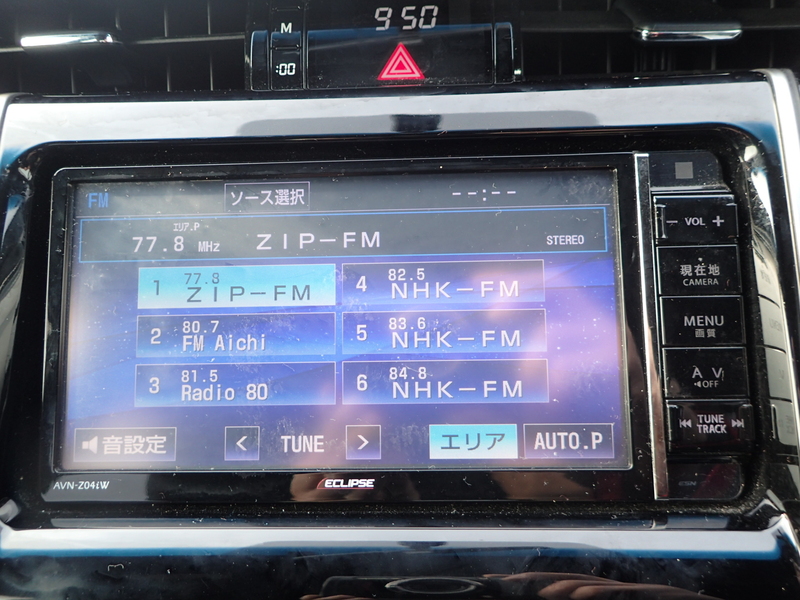 9:50
M
:00
FM
ソース選択
--:--
エリア.P
77.8 MHz ZIP-FM
STEREO
1 77.8
ZIP-FM
4 82.5
NHK-FM
2 80.7
FM Aichi
5 83.6
NHK-FM
3 81.5
Radio 80
6 84.8
NHK-FM
音設定
< TUNE >
エリア
AUTO.P
AVN-Z04iW
ECLIPSE
- VOL +
現在地
CAMERA
MENU
画質
AV
OFF
TUNE
TRACK